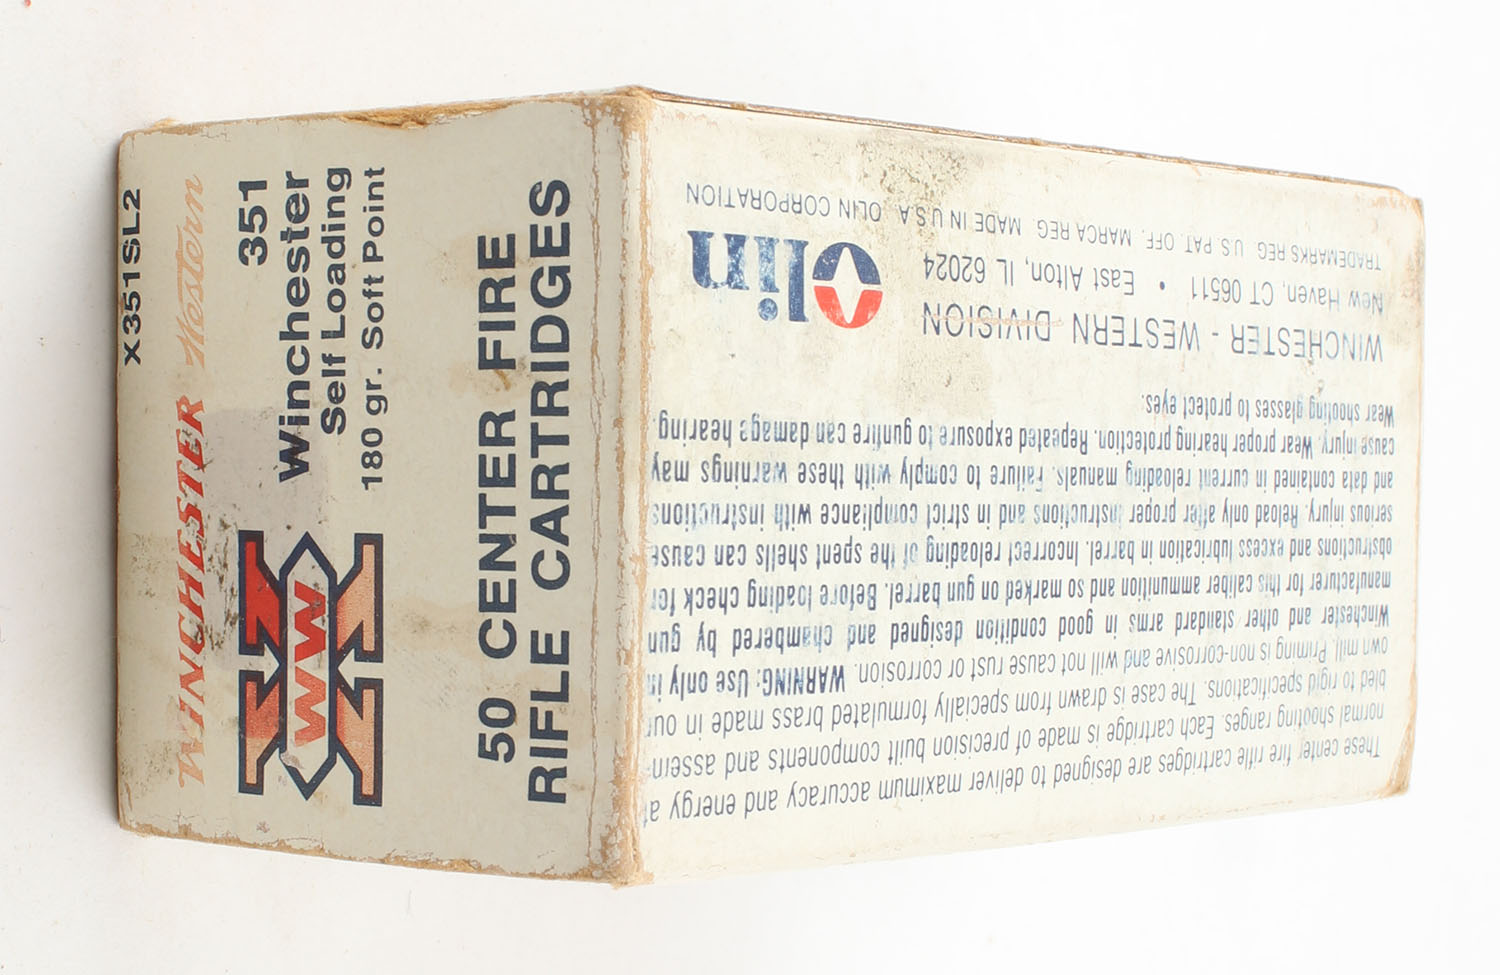 X351SL2
WINCHESTER Western
WW
351
Winchester
Self Loading
180 gr. Soft Point
50 CENTER FIRE
RIFLE CARTRIDGES
These center fire rifle cartridges are designed to deliver maximum accuracy and energy at
normal shooting ranges. Each cartridge is made of precision built components and assem-
bled to rigid specifications. The case is drawn from specially formulated brass made in our
own mill. Priming is non-corrosive and will not cause rust or corrosion. WARNING: Use only in
Winchester and other standard arms in good condition designed and chambered by gun
manufacturer for this caliber ammunition and so marked on gun barrel. Before loading check for
obstructions and excess lubrication in barrel. Incorrect reloading of the spent shells can cause
serious injury. Reload only after proper instructions and in strict compliance with instructions
and data contained in current reloading manuals. Failure to comply with these warnings may
cause injury. Wear proper hearing protection. Repeated exposure to gunfire can damage hearing.
Wear shooting glasses to protect eyes.
WINCHESTER - WESTERN DIVISION
New Haven, CT 06511 • East Alton, IL 62024
TRADEMARKS REG U.S PAT. OFF. MARCA REG. MADE IN U.S.A. OLIN CORPORATION
Olin